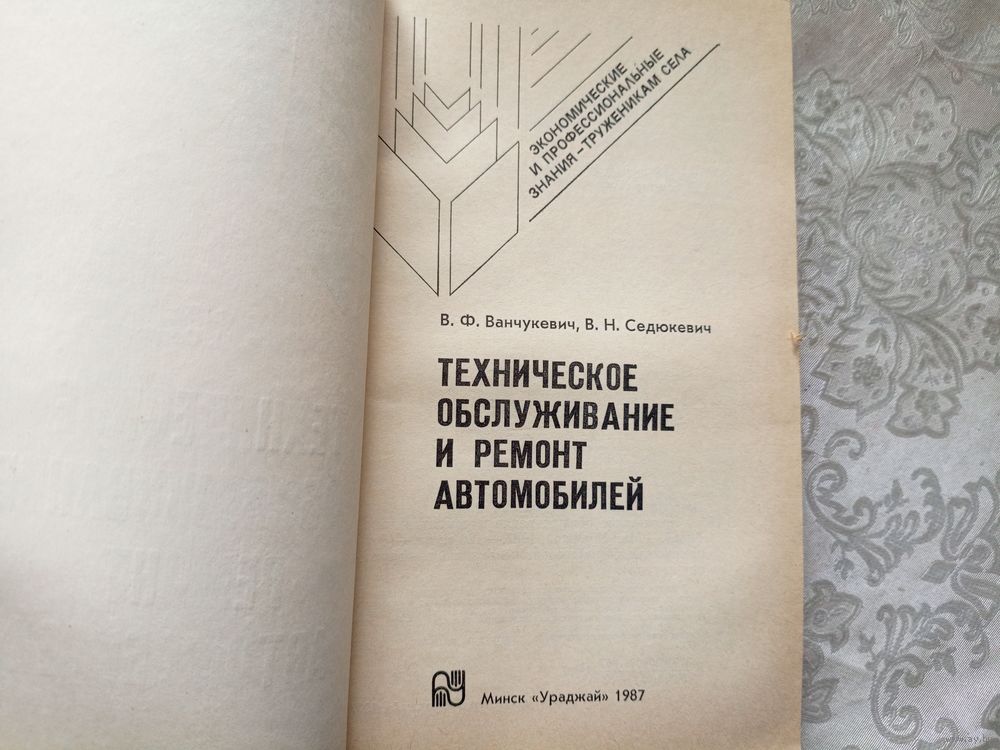 ЭКОНОМИЧЕСКИЕ
И ПРОФЕССИОНАЛЬНЫЕ
ЗНАНИЯ – ТРУЖЕНИКАМ СЕЛА
В. Ф. Ванчукевич, В. Н. Седюкевич
ТЕХНИЧЕСКОЕ
ОБСЛУЖИВАНИЕ
И РЕМОНТ
АВТОМОБИЛЕЙ
Минск «Ураджай» 1987